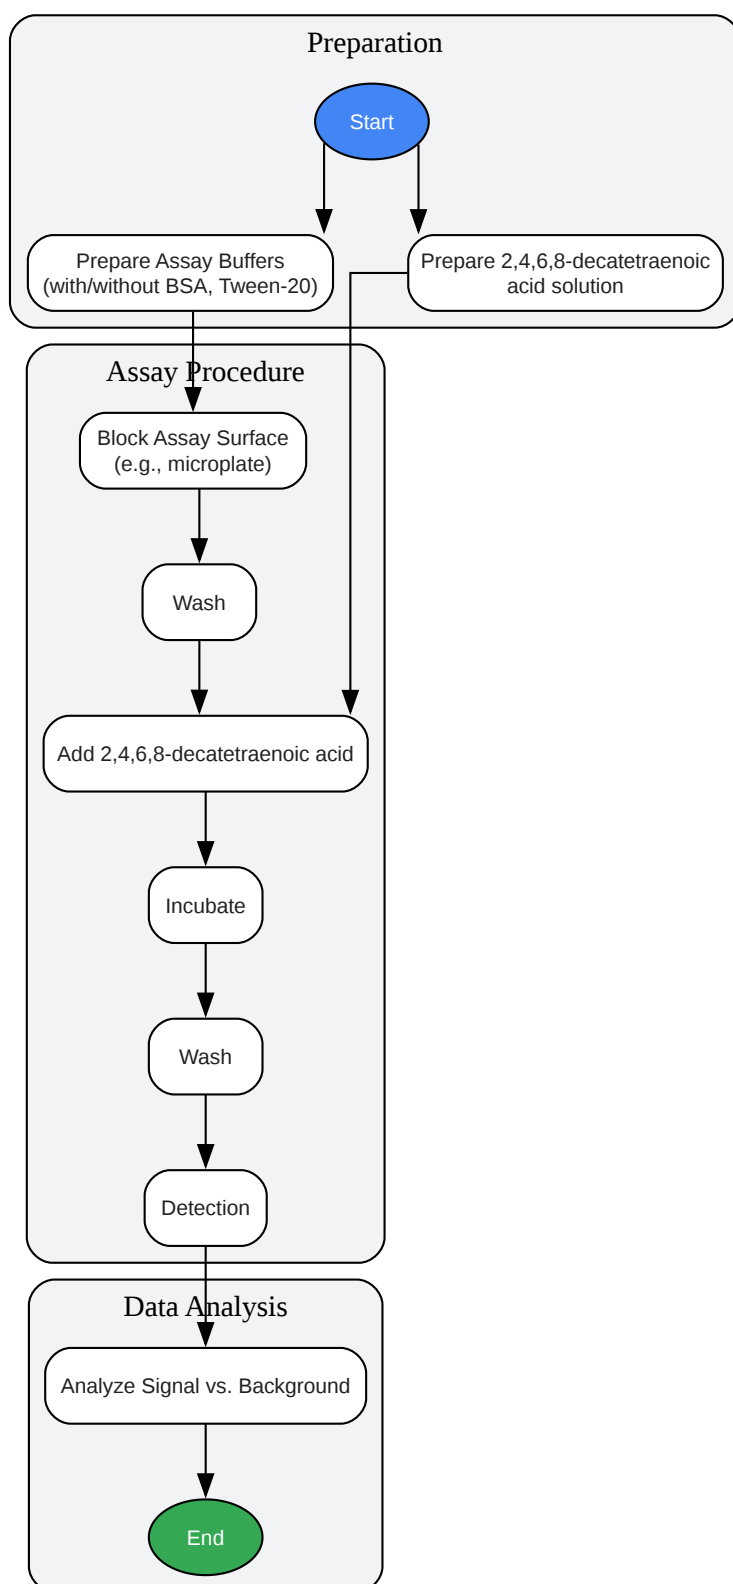 Preparation
Start
Prepare Assay Buffers
(with/without BSA, Tween-20)
Prepare 2,4,6,8-decatetraenoic
acid solution
Assay Procedure
Block Assay Surface
(e.g., microplate)
Wash
Add 2,4,6,8-decatetraenoic acid
Incubate
Wash
Detection
Data Analysis
Analyze Signal vs. Background
End